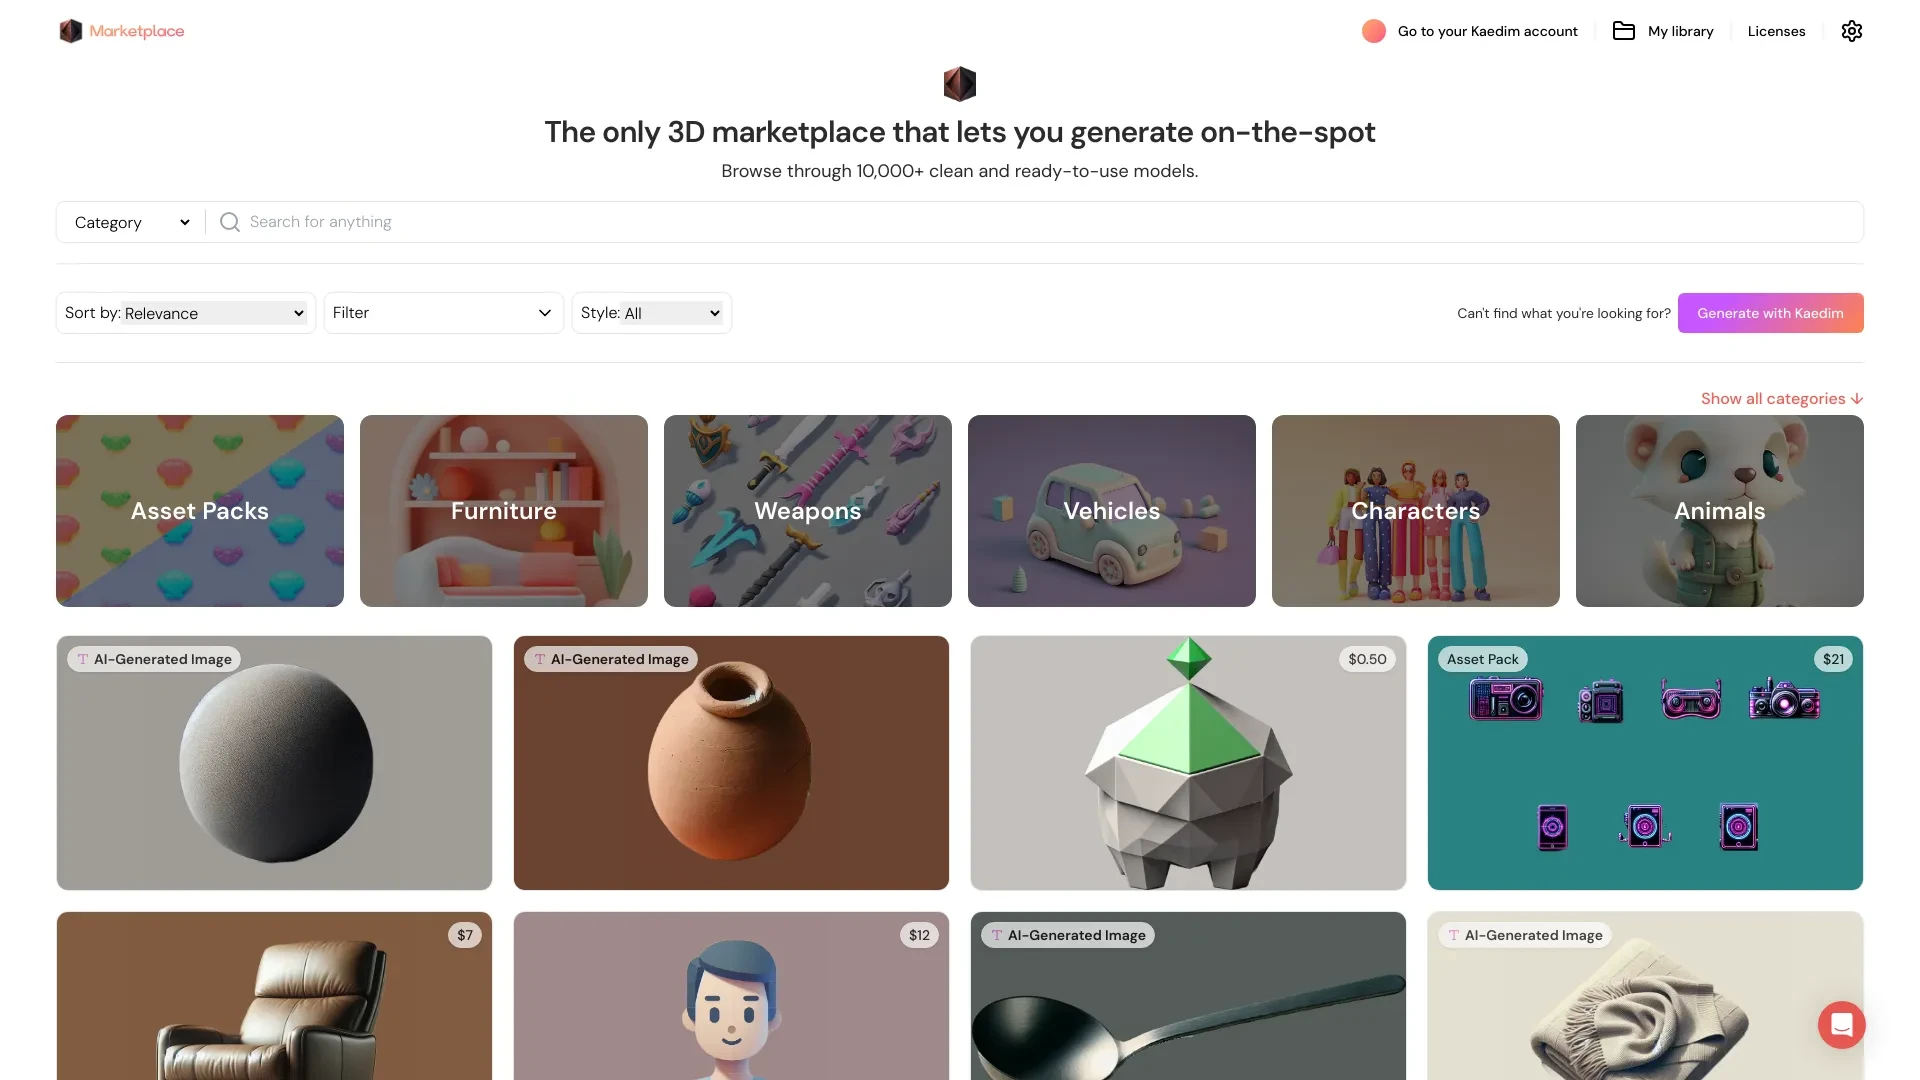 Marketplace
Go to your Kaedim account
My library
Licenses
The only 3D marketplace that lets you generate on-the-spot
Browse through 10,000+ clean and ready-to-use models.
Category
Search for anything
Sort by: Relevance
Filter
Style: All
Can't find what you're looking for?
Generate with Kaedim
Show all categories ↓
Asset Packs
Furniture
Weapons
Vehicles
Characters
Animals
T AI-Generated Image
T AI-Generated Image
$0.50
Asset Pack
$21
$7
$12
T AI-Generated Image
T AI-Generated Image